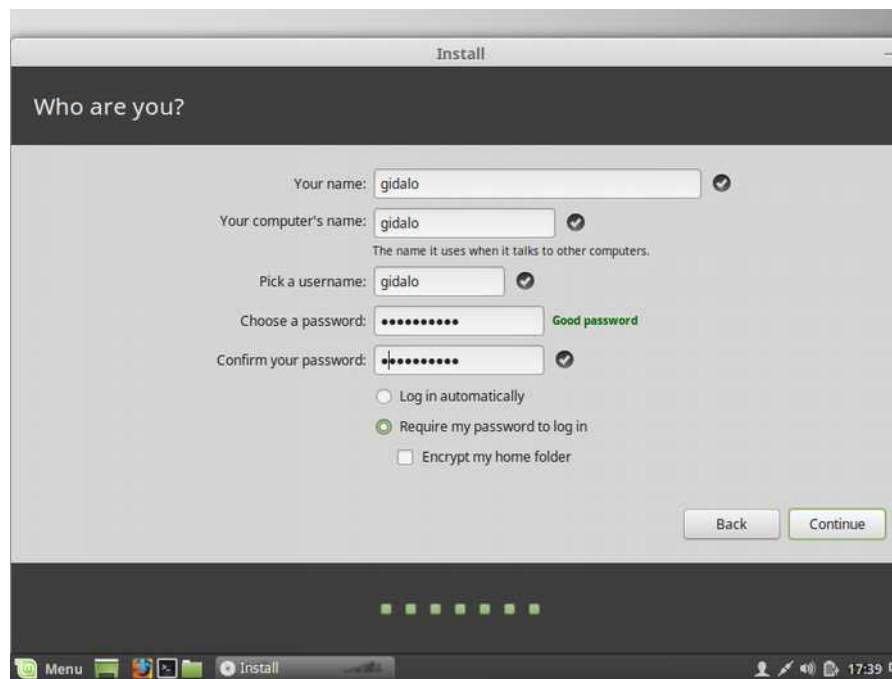 Install
Who are you?
Your name: gidalo
Your computer's name: gidalo
The name it uses when it talks to other computers.
Pick a username: gidalo
Choose a password: ●●●●●●●●●● Good password
Confirm your password: ●●●●●●●●●●
Log in automatically
Require my password to log in
Encrypt my home folder
Back Continue
Menu Install 17:39